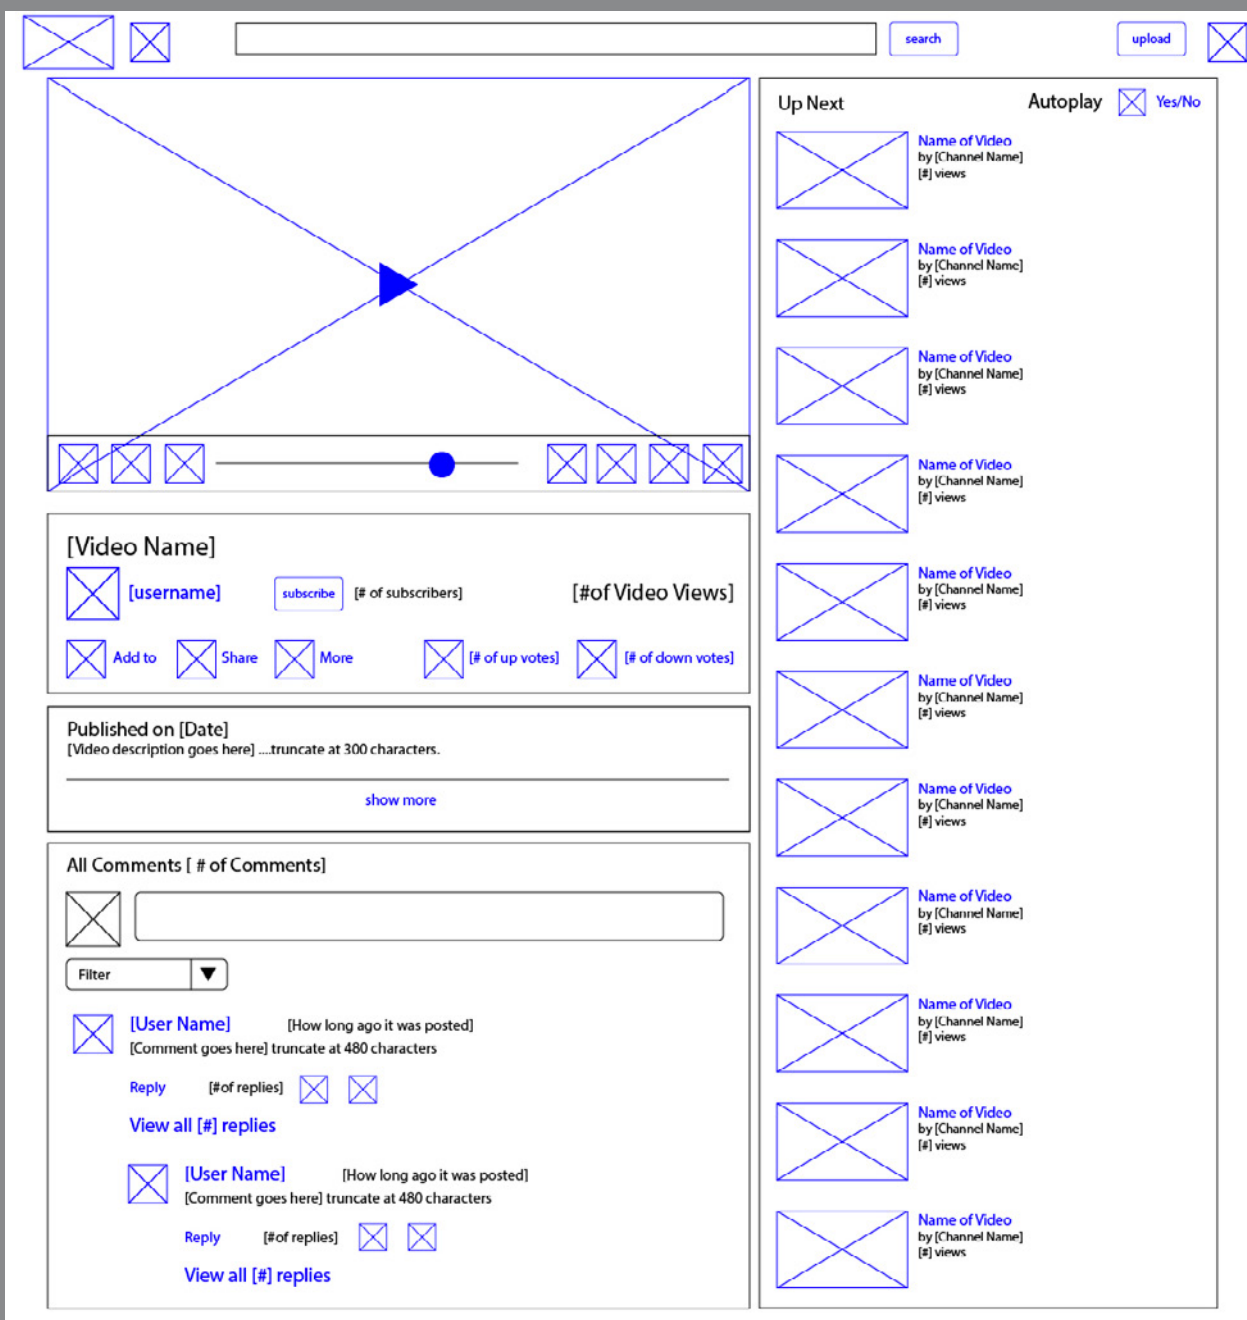 search
upload
Up Next
Autoplay
Yes/No
Name of Video
by [Channel Name]
[#] views
Name of Video
by [Channel Name]
[#] views
Name of Video
by [Channel Name]
[#] views
Name of Video
by [Channel Name]
[#] views
Name of Video
by [Channel Name]
[#] views
Name of Video
by [Channel Name]
[#] views
Name of Video
by [Channel Name]
[#] views
Name of Video
by [Channel Name]
[#] views
Name of Video
by [Channel Name]
[#] views
Name of Video
by [Channel Name]
[#] views
Name of Video
by [Channel Name]
[#] views
[Video Name]
[username]
subscribe
[# of subscribers]
[#of Video Views]
Add to
Share
More
[# of up votes]
[# of down votes]
Published on [Date]
[Video description goes here] ....truncate at 300 characters.
show more
All Comments [ # of Comments]
Filter
[User Name]
[How long ago it was posted]
[Comment goes here] truncate at 480 characters
Reply
[#of replies]
View all [#] replies
[User Name]
[How long ago it was posted]
[Comment goes here] truncate at 480 characters
Reply
[#of replies]
View all [#] replies